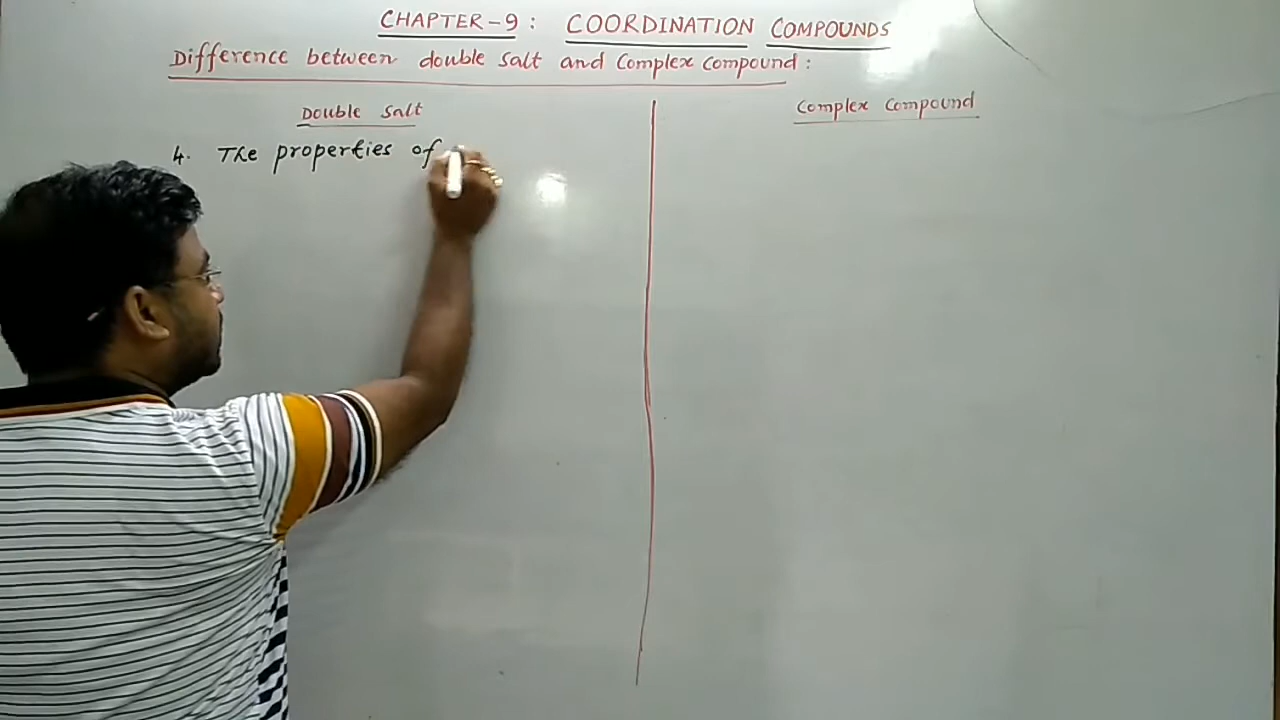 CHAPTER-9: COORDINATION COMPOUNDS
Difference between double salt and complex compound:
Double Salt
Complex Compound
4. The properties of